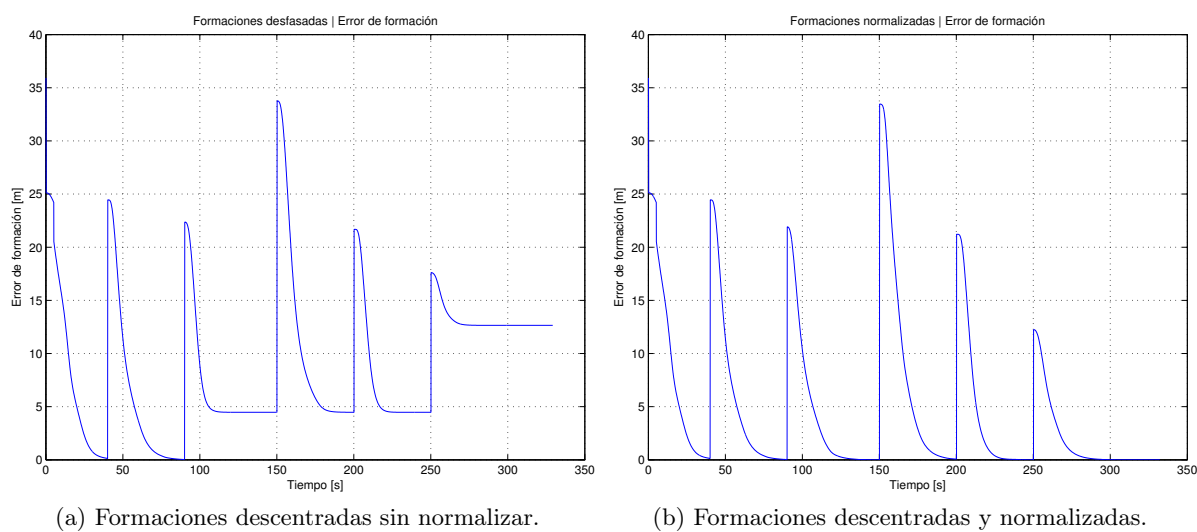 Formaciones desfasadas | Error de formación
40
35
30
25
20
15
10
5
0
Error de formación [m]
0 50 100 150 200 250 300 350
Tiempo [s]
(a) Formaciones descentradas sin normalizar.
Formaciones normalizadas | Error de formación
40
35
30
25
20
15
10
5
0
Error de formación [m]
0 50 100 150 200 250 300 350
Tiempo [s]
(b) Formaciones descentradas y normalizadas.